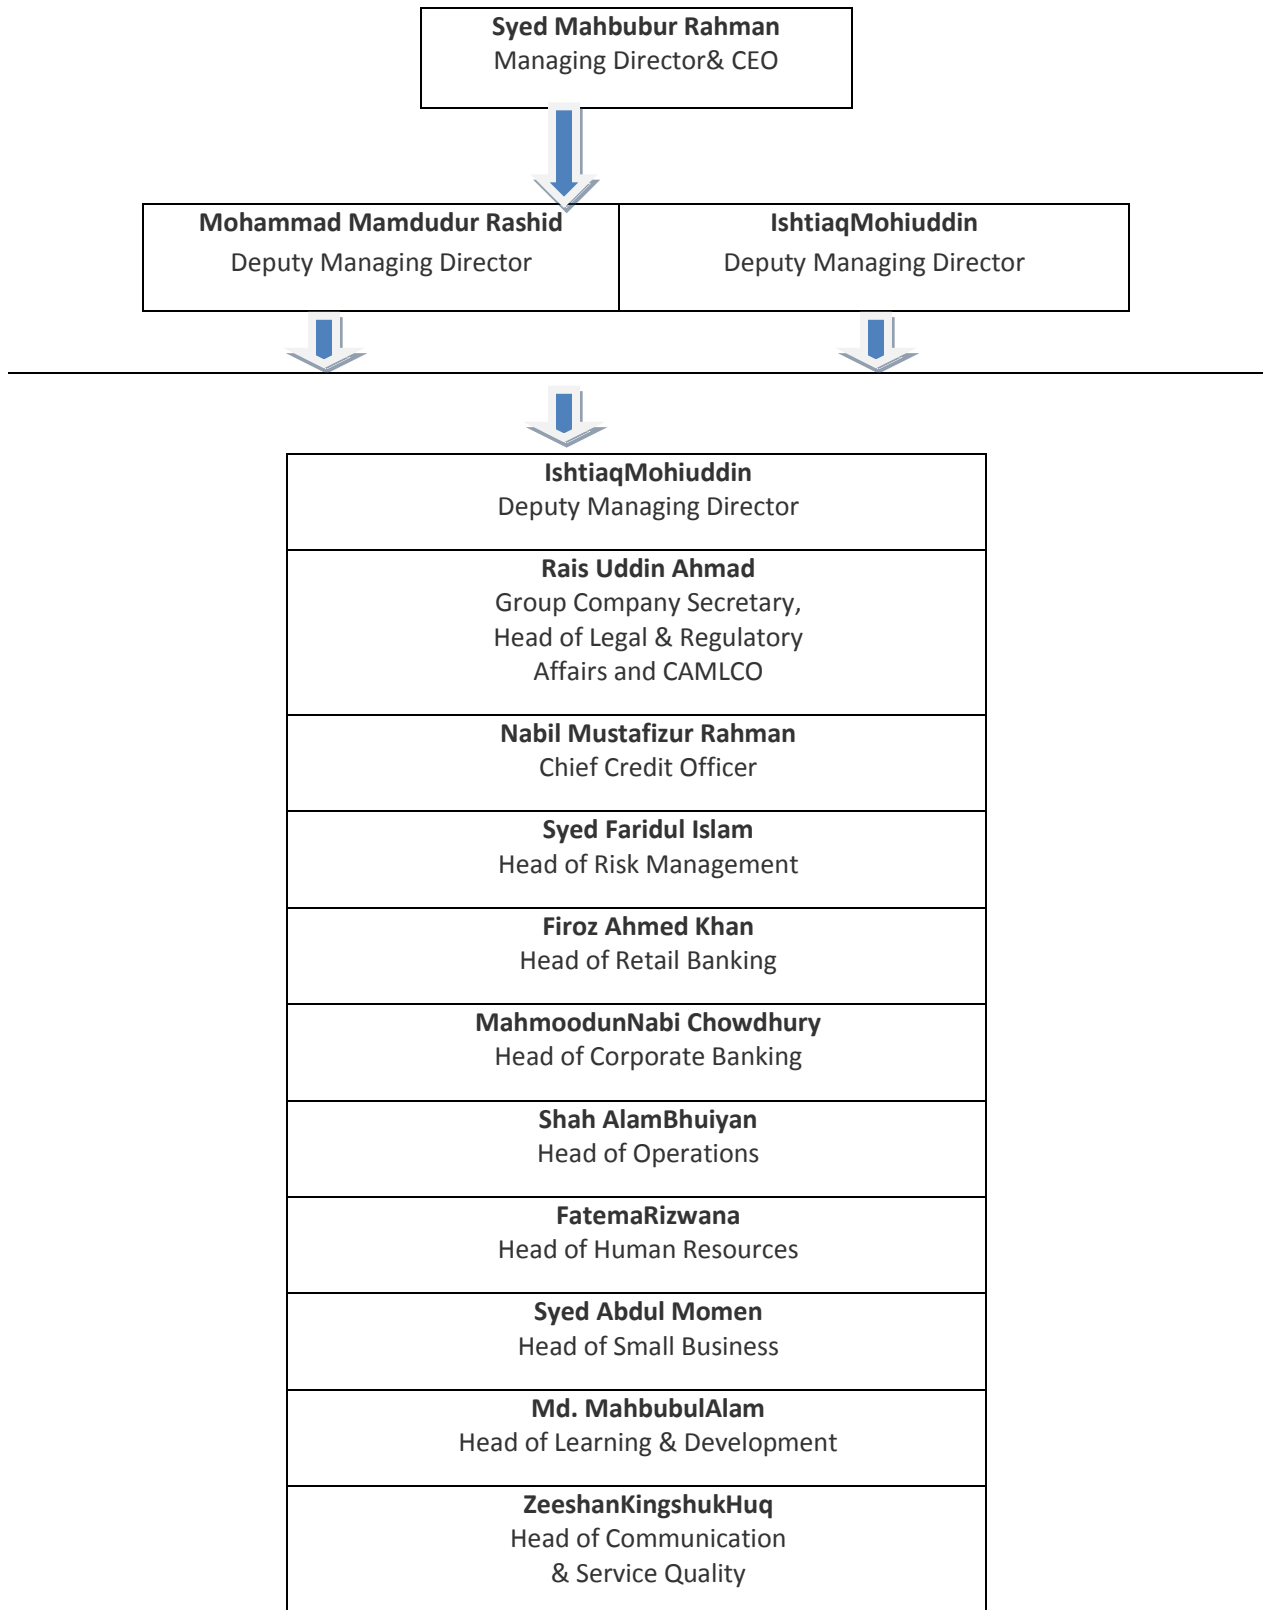 Syed Mahbubur Rahman
Managing Director& CEO
Mohammad Mamdudur Rashid
Deputy Managing Director
IshtiaqMohiuddin
Deputy Managing Director
IshtiaqMohiuddin
Deputy Managing Director
Rais Uddin Ahmad
Group Company Secretary,
Head of Legal & Regulatory
Affairs and CAMLCO
Nabil Mustafizur Rahman
Chief Credit Officer
Syed Faridul Islam
Head of Risk Management
Firoz Ahmed Khan
Head of Retail Banking
MahmoodunNabi Chowdhury
Head of Corporate Banking
Shah AlamBhuiyan
Head of Operations
FatemaRizwana
Head of Human Resources
Syed Abdul Momen
Head of Small Business
Md. MahbubulAlam
Head of Learning & Development
ZeeshanKingshukHuq
Head of Communication
& Service Quality